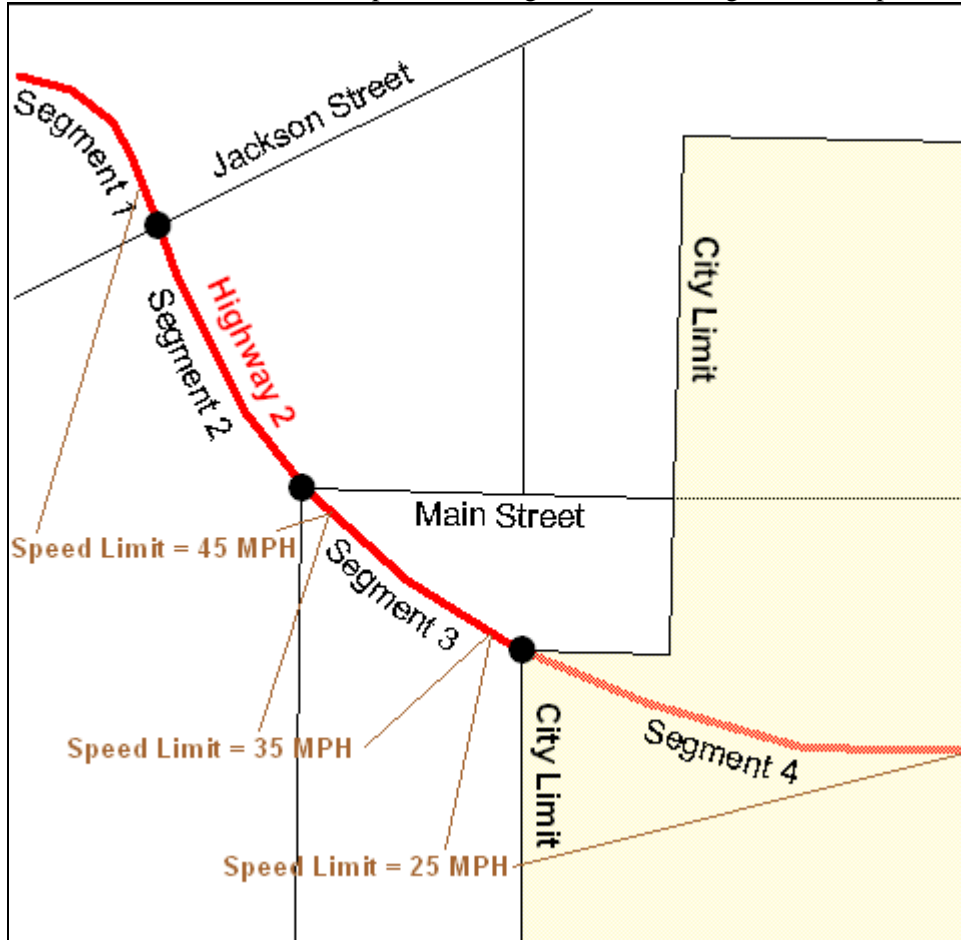 Segment 1
Jackson Street
Segment 2
Highway 2
City Limit
Main Street
Speed Limit = 45 MPH
Segment 3
Speed Limit = 35 MPH
City Limit
Segment 4
Speed Limit = 25 MPH